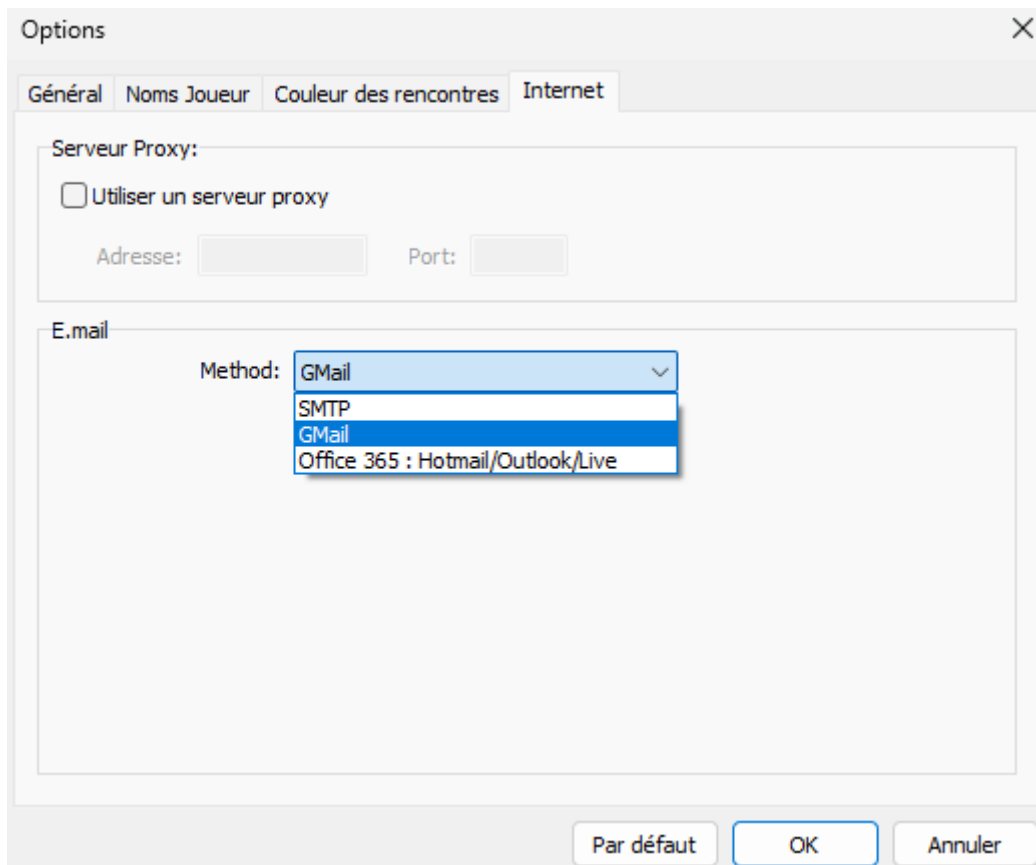 Options
Général Noms Joueur Couleur des rencontres Internet
Serveur Proxy:
Utiliser un serveur proxy
Adresse: Port:
E.mail
Method: GMail
SMTP
GMail
Office 365 : Hotmail/Outlook/Live
Par défaut OK Annuler